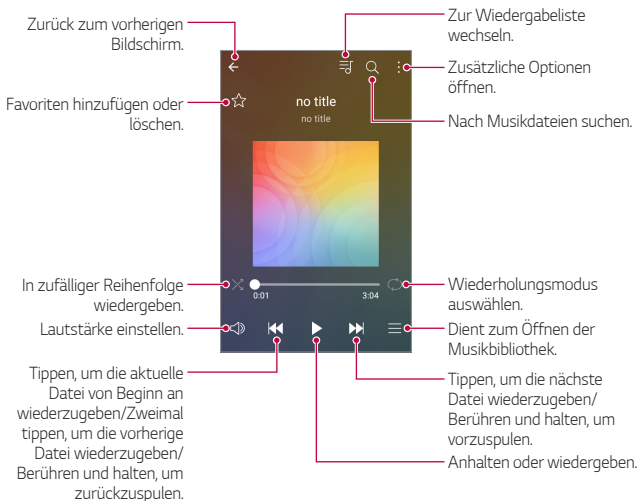 Zurück zum vorherigen
Bildschirm.
Zur Wiedergabeliste
wechseln.
Zusätzliche Optionen
öffnen.
Favoriten hinzufügen oder
löschen.
Nach Musikdateien suchen.
no title
no title
In zufälliger Reihenfolge
wiedergeben.
0:01
3:04
Wiederholungsmodus
auswählen.
Lautstärke einstellen.
Dient zum Öffnen der
Musikbibliothek.
Tippen, um die aktuelle
Datei von Beginn an
wiederzugeben/Zweimal
tippen, um die vorherige
Datei wiedergeben/
Berühren und halten, um
zurückzuspulen.
Tippen, um die nächste
Datei wiederzugeben/
Berühren und halten, um
vorzuspulen.
Anhalten oder wiedergeben.